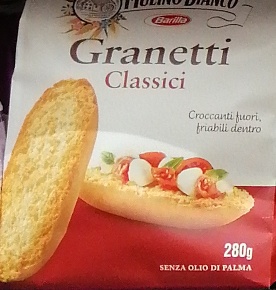 MULINO BIANCO
Barilla
Granetti
Classici
Croccanti fuori,
friabili dentro
280g
SENZA OLIO DI PALMA